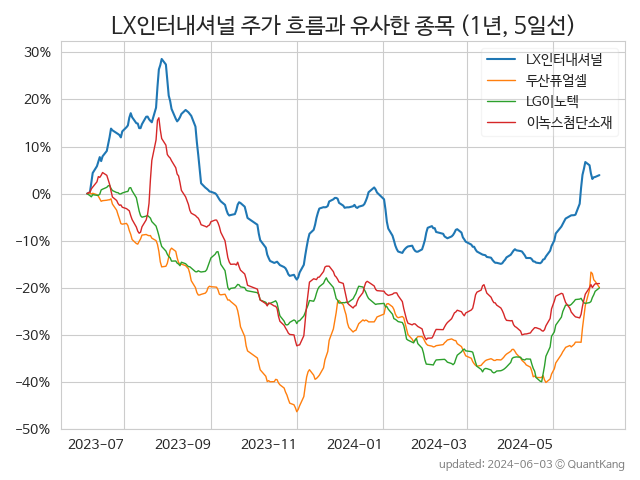 LX인터내셔널 주가 흐름과 유사한 종목 (1년, 5일선)
LX인터내셔널
두산퓨얼셀
LG이노텍
이녹스첨단소재
30%
20%
10%
0%
−10%
−20%
−30%
−40%
−50%
2023-07
2023-09
2023-11
2024-01
2024-03
2024-05
updated: 2024-06-03 © QuantKang